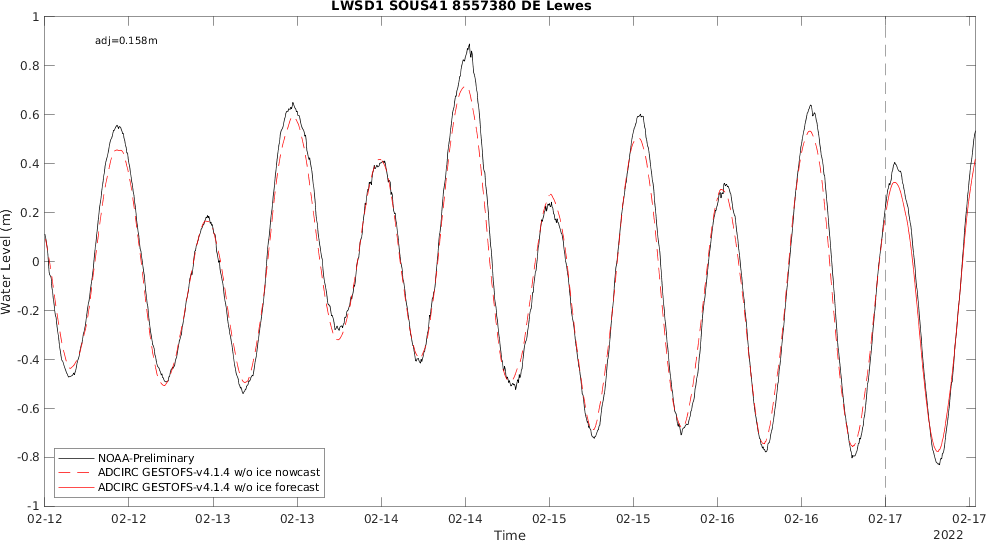 LWSD1 SOUS41 8557380 DE Lewes
adj=0.158m
1
0.8
0.6
0.4
0.2
0
-0.2
-0.4
-0.6
-0.8
-1
Water Level (m)
NOAA-Preliminary
ADCIRC GESTOFS-v4.1.4 w/o ice nowcast
ADCIRC GESTOFS-v4.1.4 w/o ice forecast
02-12 02-12 02-13 02-13 02-14 02-14 02-15 02-15 02-16 02-16 02-17 02-17
Time
2022